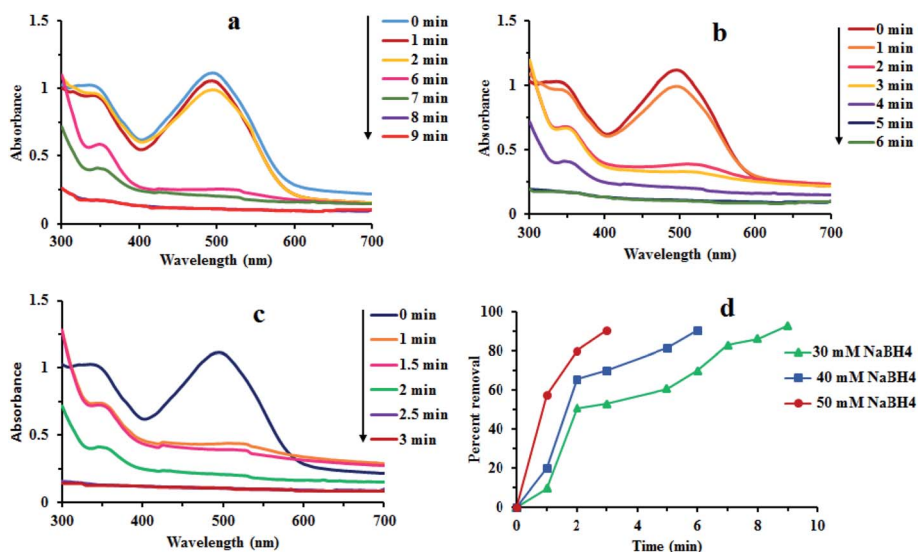 a
1.5
1
0.5
0
Absorbance
300 400 500 600 700
Wavelength (nm)
0 min
1 min
2 min
6 min
7 min
8 min
9 min
b
1.5
1
0.5
0
Absorbance
300 400 500 600 700
Wavelength (nm)
0 min
1 min
2 min
3 min
4 min
5 min
6 min
c
1.5
1
0.5
0
Absorbance
300 400 500 600 700
Wavelength (nm)
0 min
1 min
1.5 min
2 min
2.5 min
3 min
d
100
80
60
40
20
0
Percent removal
0 2 4 6 8 10
Time (min)
30 mM NaBH4
40 mM NaBH4
50 mM NaBH4